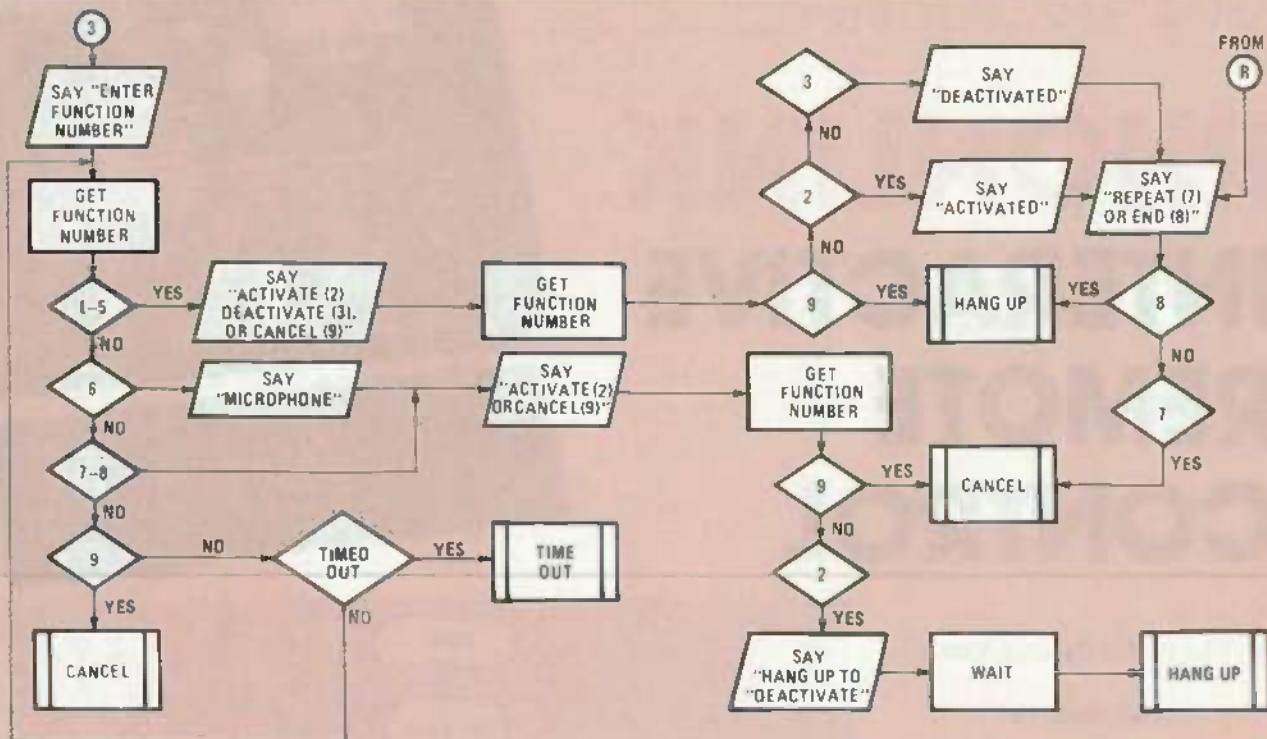 3
SAY "ENTER
FUNCTION
NUMBER"
GET
FUNCTION
NUMBER
1-5
YES
SAY
"ACTIVATE (2)
DEACTIVATE (3),
OR CANCEL (9)"
GET
FUNCTION
NUMBER
9
YES
HANG UP
NO
2
YES
SAY
"ACTIVATED"
NO
3
SAY
"DEACTIVATED"
FROM
R
SAY
"REPEAT (7)
OR END (8)"
8
YES
NO
7
YES
NO
6
SAY
"MICROPHONE"
SAY
"ACTIVATE (2)
OR CANCEL (9)"
GET
FUNCTION
NUMBER
9
YES
CANCEL
NO
2
YES
SAY
"HANG UP TO
"DEACTIVATE"
WAIT
HANG UP
NO
7-8
NO
9
NO
TIMED
OUT
YES
TIME
OUT
NO
YES
CANCEL